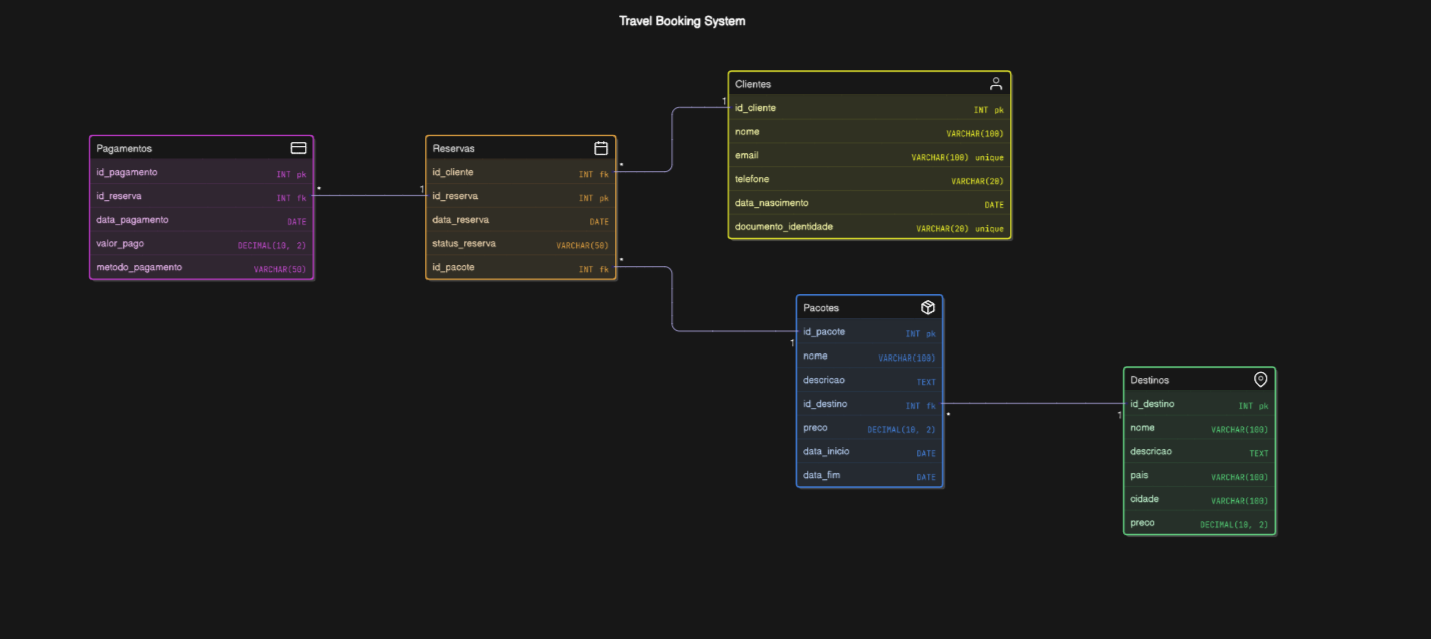 Travel Booking System
Clientes
id_cliente INT pk
nome VARCHAR(100)
email VARCHAR(100) unique
telefone VARCHAR(20)
data_nascimento DATE
documento_identidade VARCHAR(20) unique
Pagamentos
id_pagamento INT pk
id_reserva INT fk
data_pagamento DATE
valor_pago DECIMAL(10, 2)
metodo_pagamento VARCHAR(50)
Reservas
id_cliente INT fk
id_reserva INT pk
data_reserva DATE
status_reserva VARCHAR(50)
id_pacote INT fk
* 1
* 1
* 1
Pacotes
id_pacote INT pk
nome VARCHAR(100)
descricao TEXT
id_destino INT fk
preco DECIMAL(10, 2)
data_inicio DATE
data_fim DATE
* 1
Destinos
id_destino INT pk
nome VARCHAR(100)
descricao TEXT
pais VARCHAR(100)
cidade VARCHAR(100)
preco DECIMAL(10, 2)